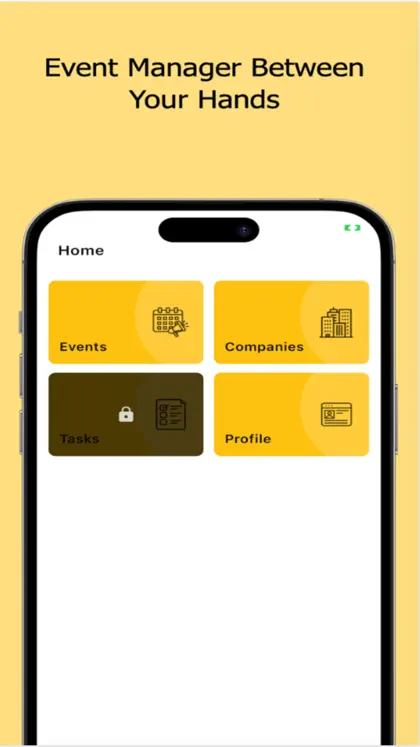 Event Manager Between
Your Hands
Home
Events
Companies
Tasks
Profile